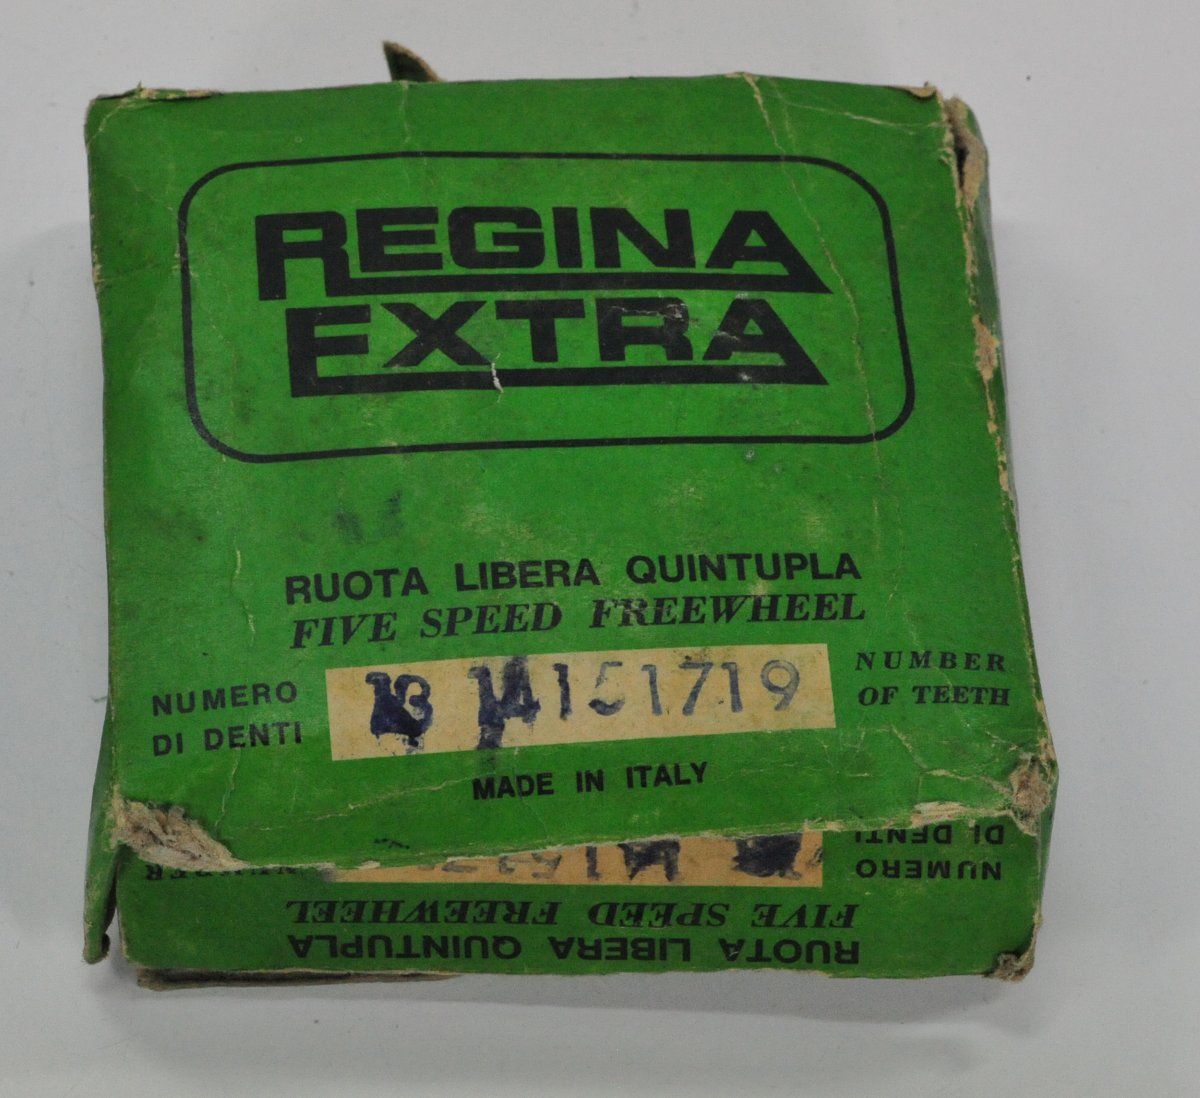 REGINA
EXTRA
RUOTA LIBERA QUINTUPLA
FIVE SPEED FREEWHEEL
NUMERO DI DENTI
13 14151719
NUMBER OF TEETH
MADE IN ITALY
NUMERO DI DENTI
FIVE SPEED FREEWHEEL
RUOTA LIBERA QUINTUPLA